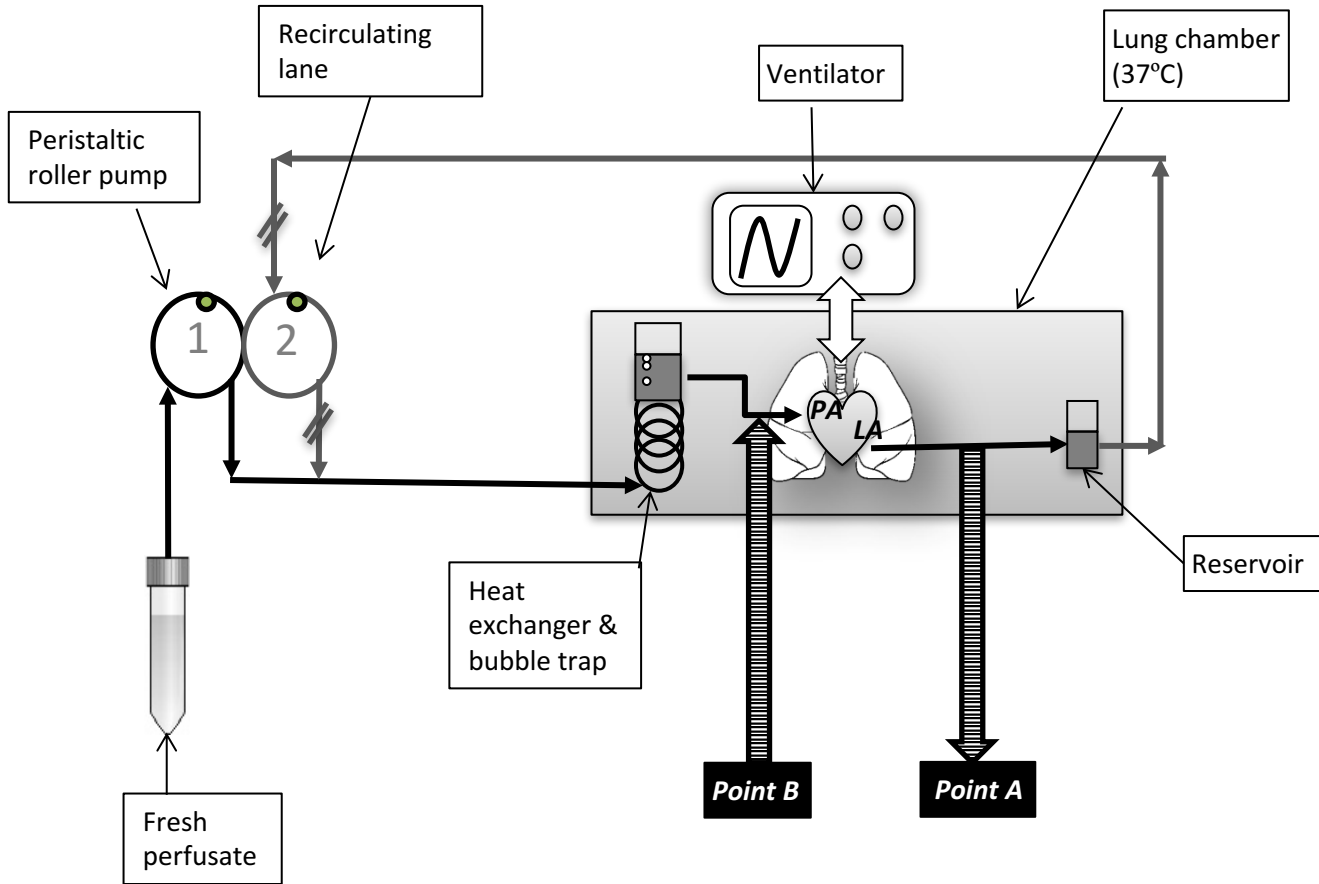 Recirculating
lane
Lung chamber
(37ºC)
Ventilator
Peristaltic
roller pump
1
2
PA
LA
Reservoir
Heat
exchanger &
bubble trap
Point B
Point A
Fresh
perfusate